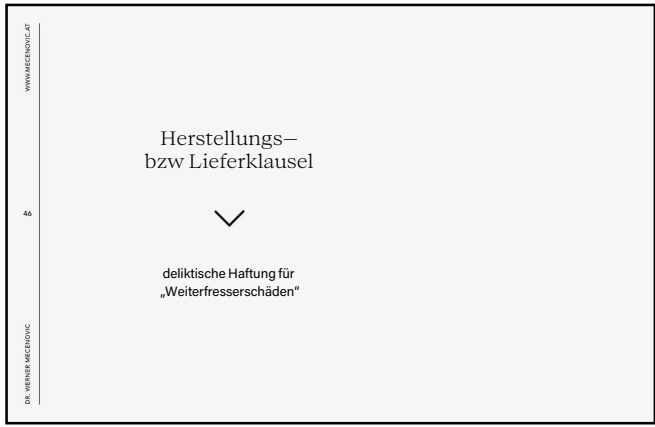 WWW.MECENOVIC.AT
Herstellungs–
bzw Lieferklausel
46
deliktische Haftung für
„Weiterfresserschäden“
DR. WERNER MECENOVIC